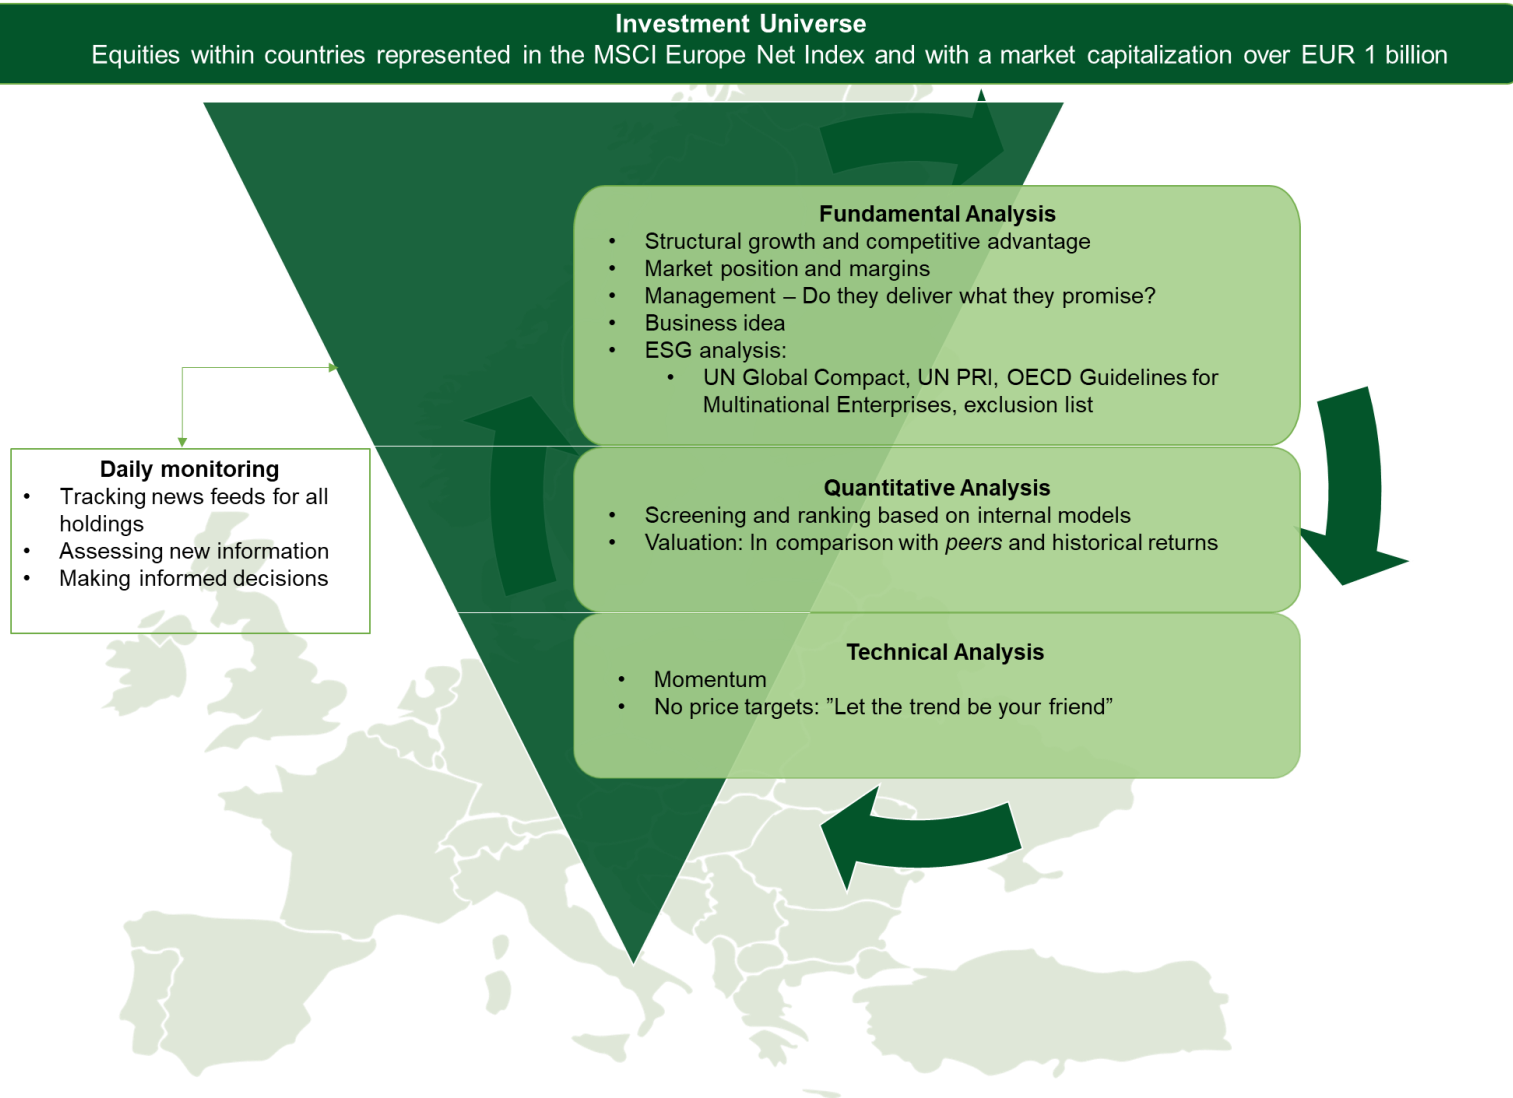 Investment Universe
Equities within countries represented in the MSCI Europe Net Index and with a market capitalization over EUR 1 billion
Fundamental Analysis
• Structural growth and competitive advantage
• Market position and margins
• Management – Do they deliver what they promise?
• Business idea
• ESG analysis:
• UN Global Compact, UN PRI, OECD Guidelines for
Multinational Enterprises, exclusion list
Daily monitoring
• Tracking news feeds for all
holdings
• Assessing new information
• Making informed decisions
Quantitative Analysis
• Screening and ranking based on internal models
• Valuation: In comparison with peers and historical returns
Technical Analysis
• Momentum
• No price targets: ”Let the trend be your friend”